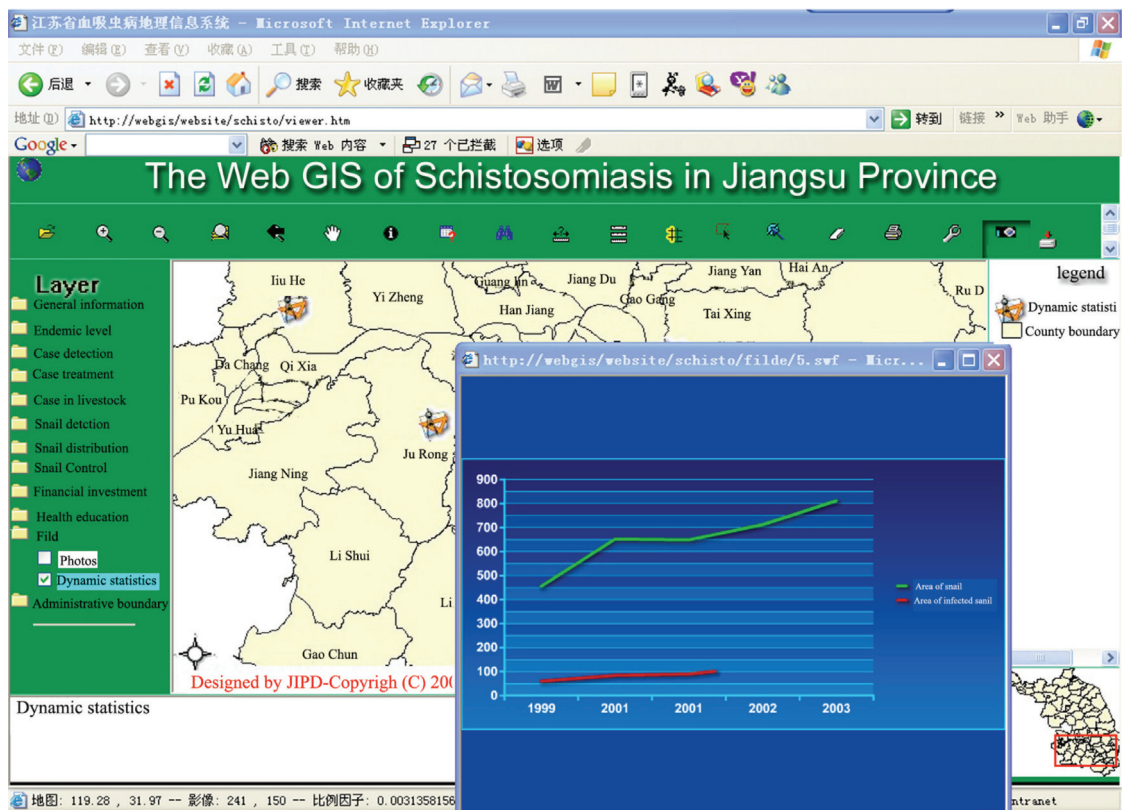 江苏省血吸虫病地理信息系统 - Microsoft Internet Explorer
文件(F) 编辑(E) 查看(V) 收藏(A) 工具(T) 帮助(H)
后退 搜索 收藏夹
地址(D) http://webgis/website/schisto/viewer.htm 转到 链接 » Web 助手
Google 搜索 Web 内容 27 个已拦截 选项
The Web GIS of Schistosomiasis in Jiangsu Province
Layer
General information
Endemic level
Case detection
Case treatment
Case in livestock
Snail detction
Snail distribution
Snail Control
Financial investment
Health education
Fild
Photos
Dynamic statistics
Administrative boundary
Jiang Yan
Hai An
liu He
Jiang Du
Yi Zheng
Ru D
Gao Gang
Han Jiang
Tai Xing
Da Chang
Qi Xia
Pu Kou
Yu Hua
Ju Rong
Jiang Ning
Li Shui
Li
Gao Chun
Designed by JIPD-Copyrigh (C) 200
legend
Dynamic statisti
County boundary
http://webgis/website/schisto/filde/5.swf - Micr...
900
800
700
600
500
400
300
200
100
0
1999 2001 2001 2002 2003
Area of snail
Area of infected sanil
Dynamic statistics
地图: 119.28 , 31.97 -- 影像: 241 , 150 -- 比例因子: 0.0031358156
ntranet